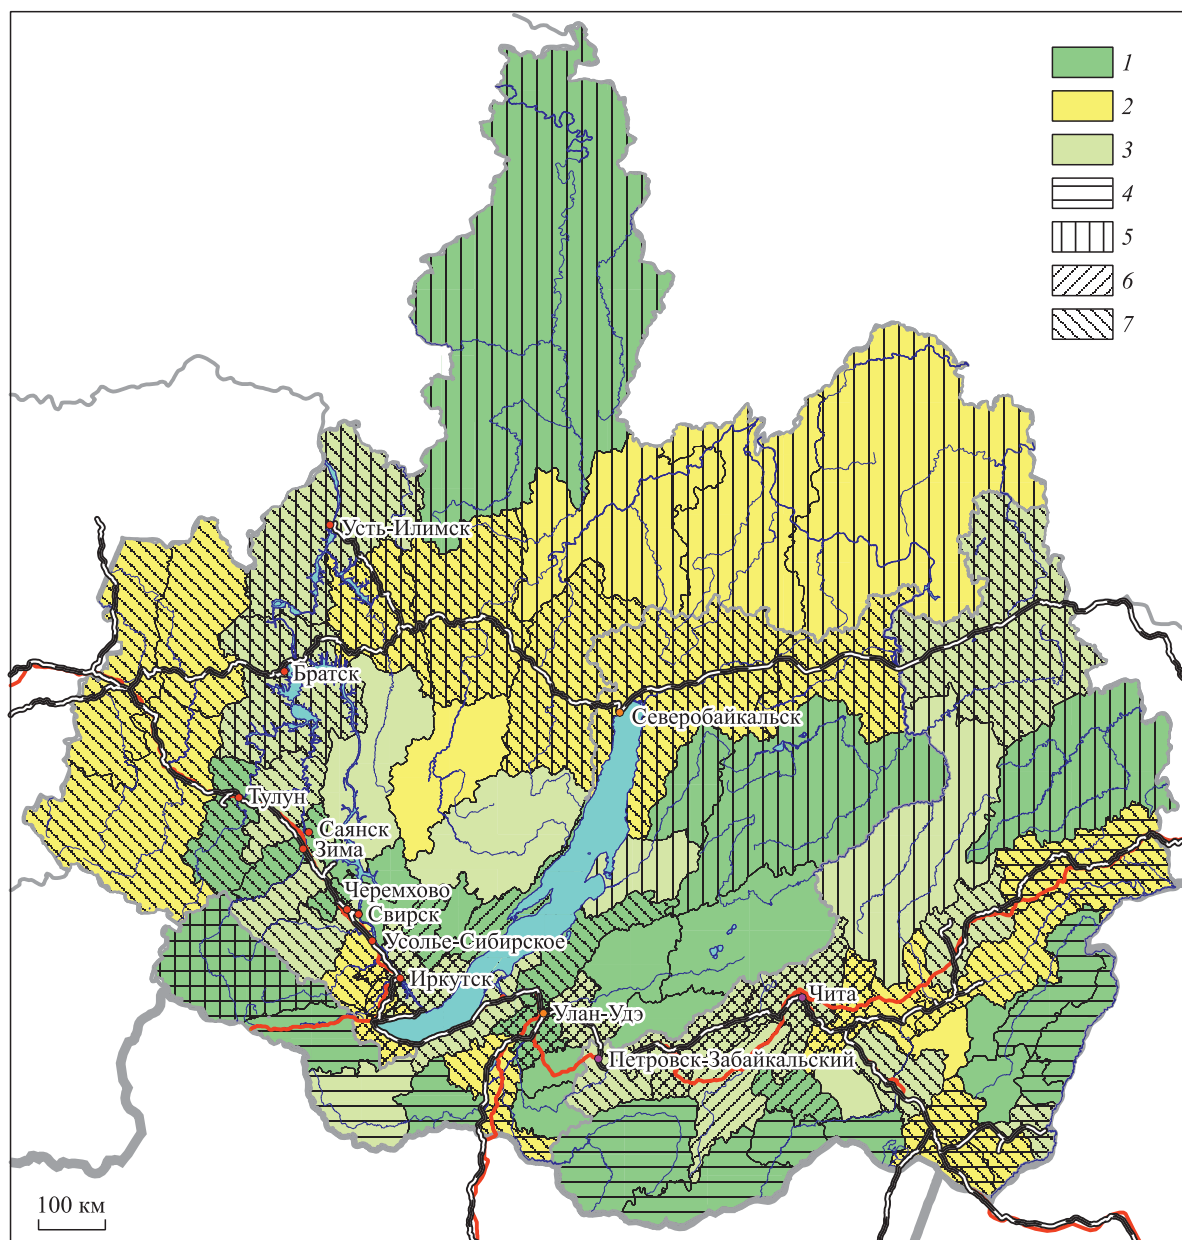 1
2
3
4
5
6
7
Усть-Илимск
Братск
Северобайкальск
Тулун
Саянск
Зима
Черемхово
Свирск
Усолье-Сибирское
Иркутск
Чита
Улан-Удэ
Петровск-Забайкальский
100 км